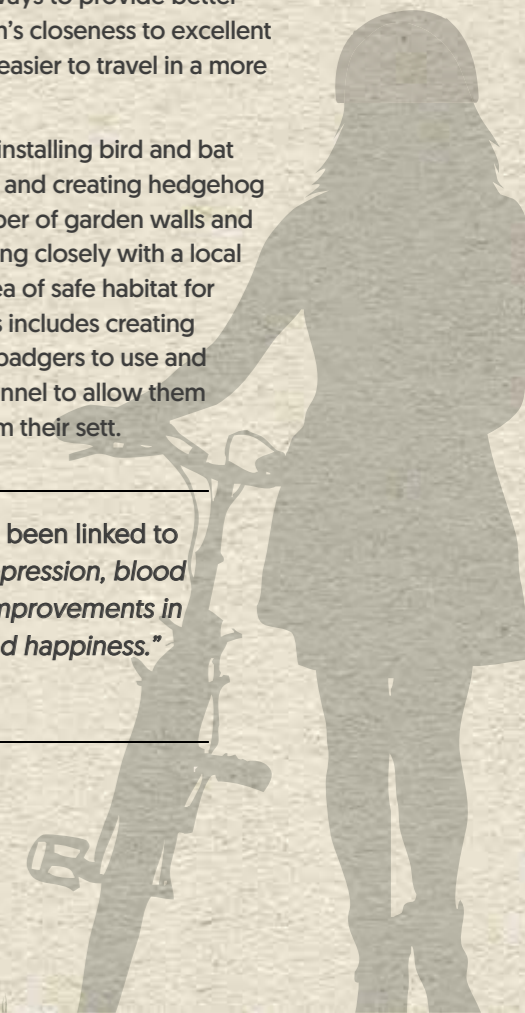 ways to provide better
n’s closeness to excellent
easier to travel in a more
installing bird and bat
and creating hedgehog
ber of garden walls and
ng closely with a local
ea of safe habitat for
s includes creating
badgers to use and
nnel to allow them
m their sett.
been linked to
pression, blood
mprovements in
d happiness.”